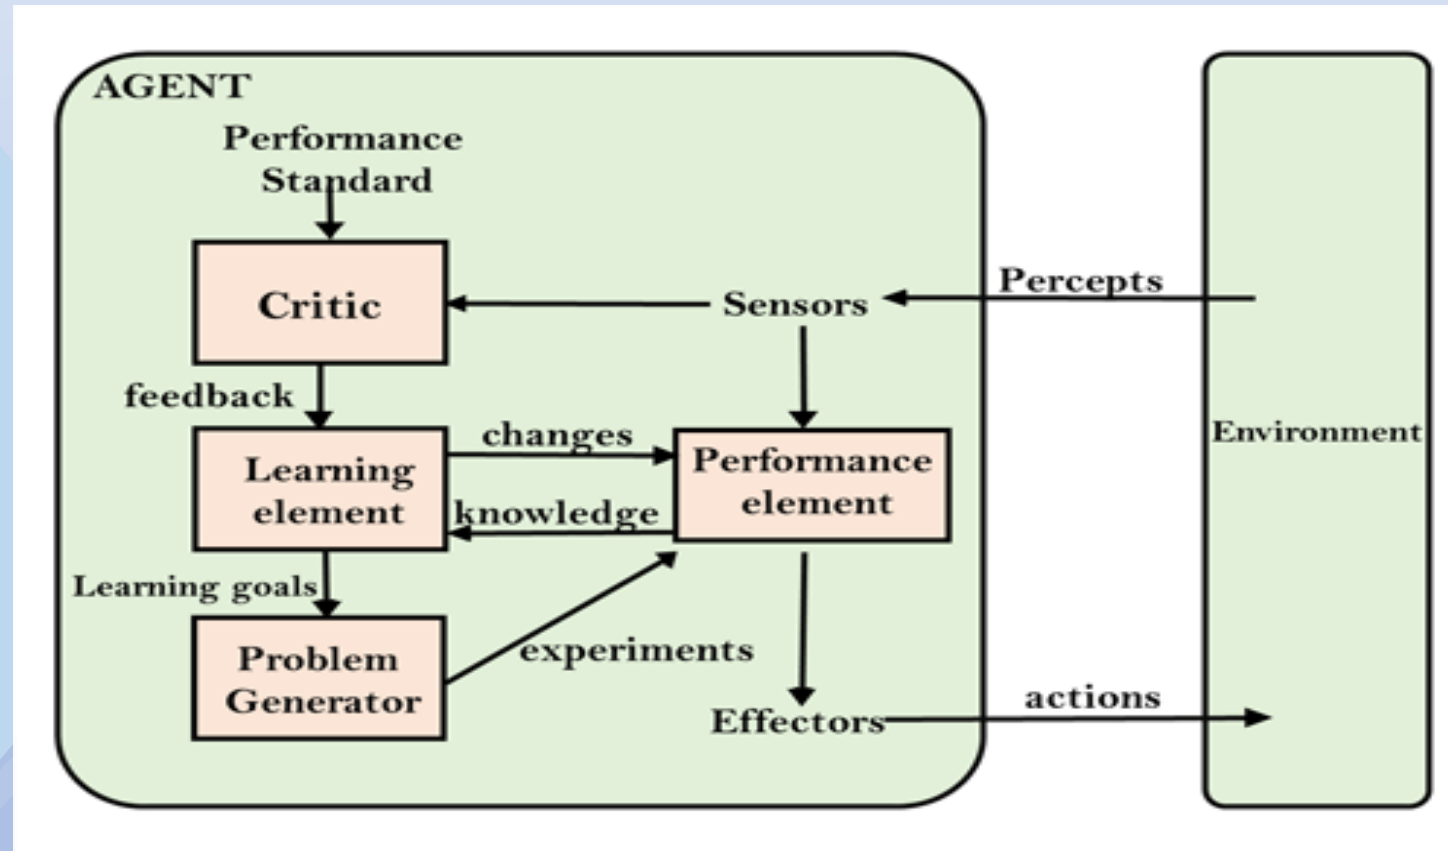 AGENT
Performance
Standard
Critic
Sensors
Percepts
feedback
changes
Environment
Learning
element
Performance
element
knowledge
Learning goals
experiments
Problem
Generator
actions
Effectors